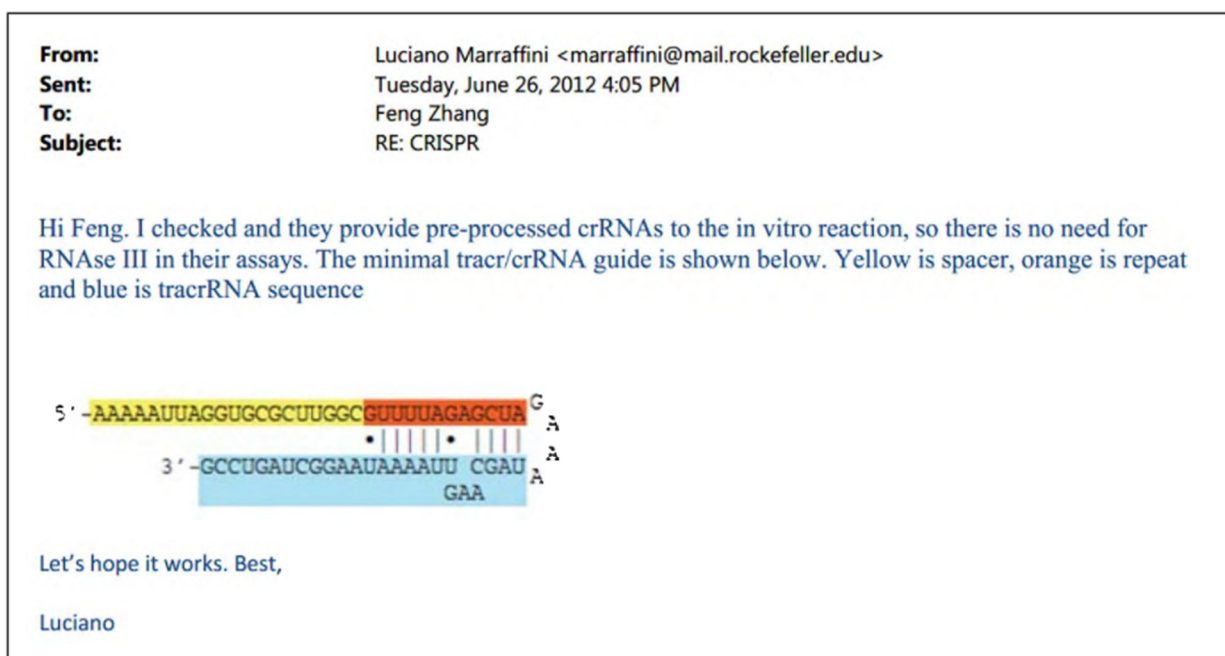 From: Luciano Marraffini <marraffini@mail.rockefeller.edu>
Sent: Tuesday, June 26, 2012 4:05 PM
To: Feng Zhang
Subject: RE: CRISPR
Hi Feng. I checked and they provide pre-processed crRNAs to the in vitro reaction, so there is no need for
RNAse III in their assays. The minimal tracr/crRNA guide is shown below. Yellow is spacer, orange is repeat
and blue is tracrRNA sequence
5′-AAAAAUUAGGUGCGCUUGGCGUUUUAGAGCUA G
A
A
3′-GCCUGAUCGGAAUAAAAUU CGAU A
GAA
Let's hope it works. Best,
Luciano